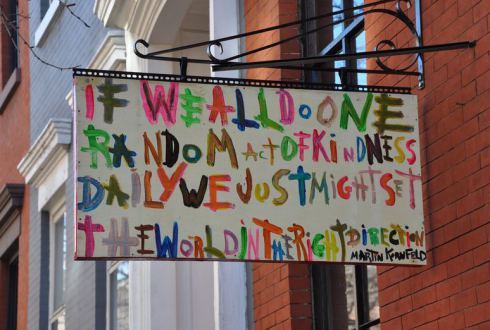 IF WE ALL DO ONE
RANDOM ACT OF KINDNESS
DAILY WE JUST MIGHT SET
THE WORLD IN THE RIGHT DIRECTION
MARTIN KORNFELD